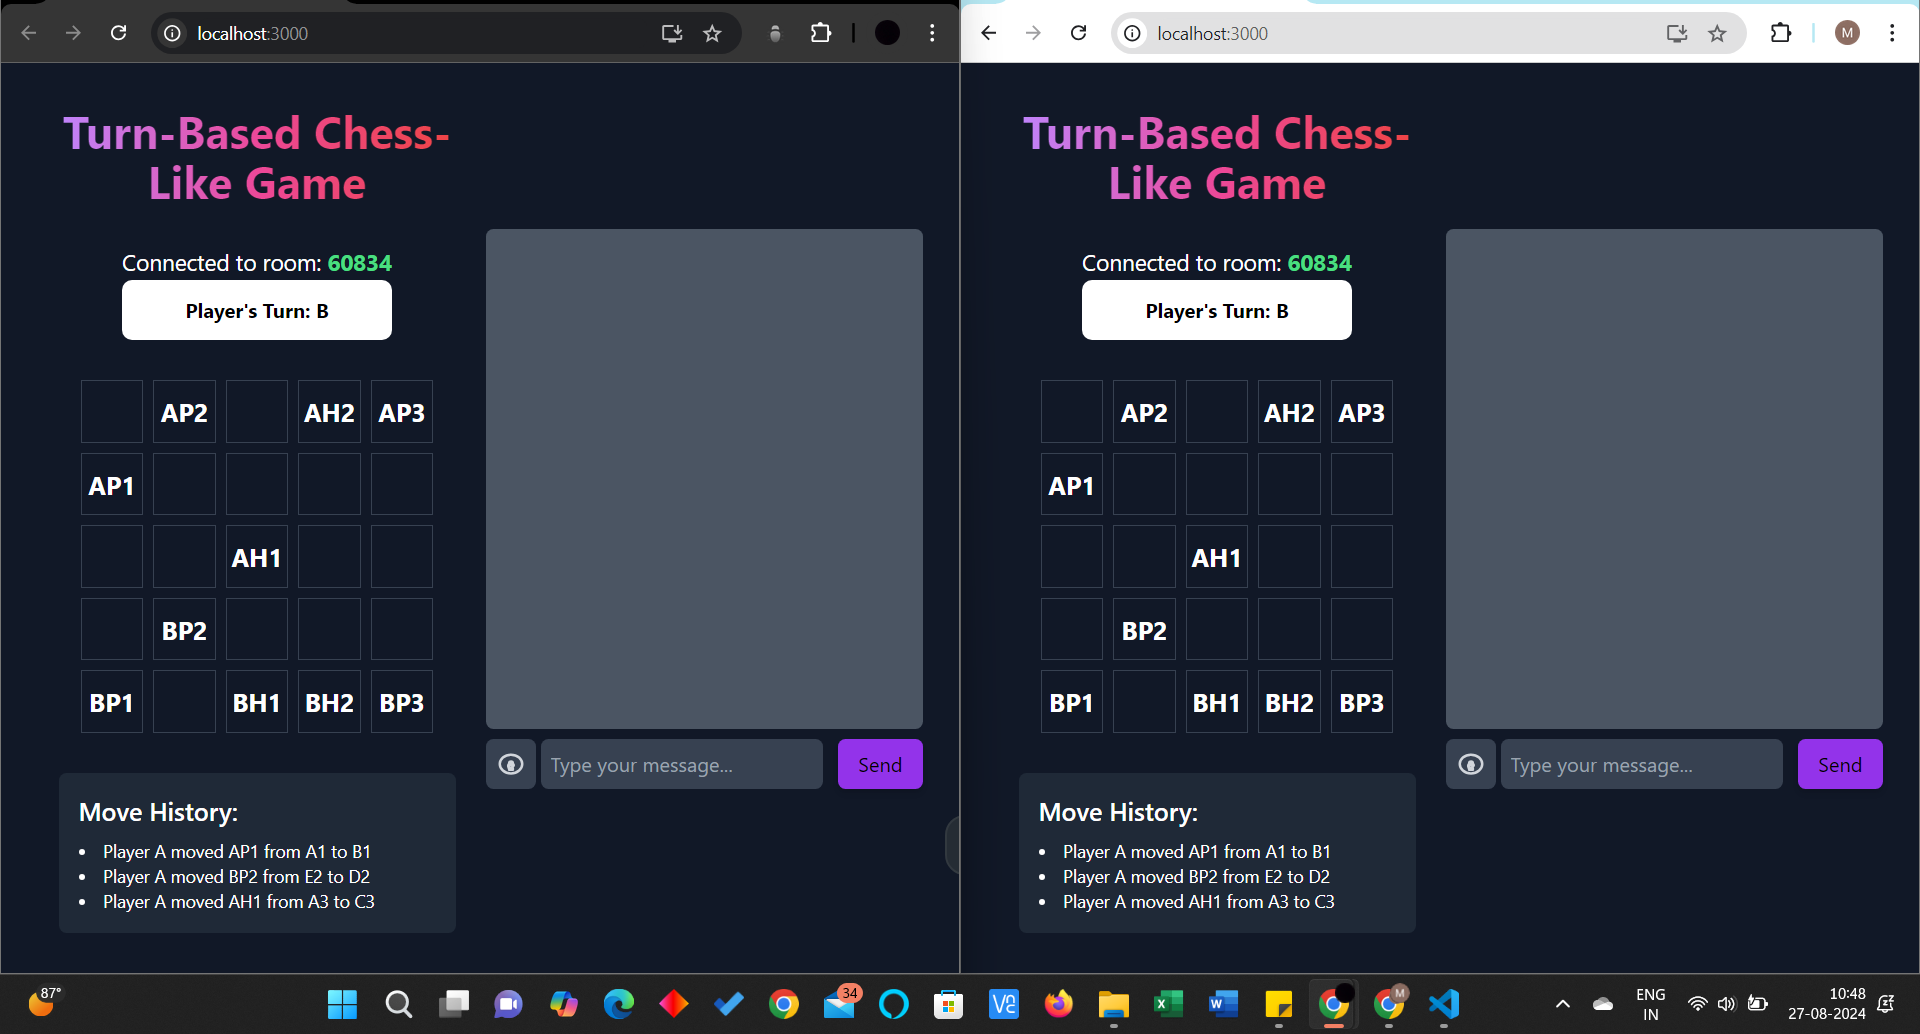 localhost:3000
Turn-Based Chess-
Like Game
Connected to room: 60834
Player's Turn: B
AP2 AH2 AP3
AP1
AH1
BP2
BP1 BH1 BH2 BP3
Type your message...
Send
Move History:
• Player A moved AP1 from A1 to B1
• Player A moved BP2 from E2 to D2
• Player A moved AH1 from A3 to C3
localhost:3000
M
Turn-Based Chess-
Like Game
Connected to room: 60834
Player's Turn: B
AP2 AH2 AP3
AP1
AH1
BP2
BP1 BH1 BH2 BP3
Type your message...
Send
Move History:
• Player A moved AP1 from A1 to B1
• Player A moved BP2 from E2 to D2
• Player A moved AH1 from A3 to C3
87°
34
M
ENG
IN
10:48
27-08-2024